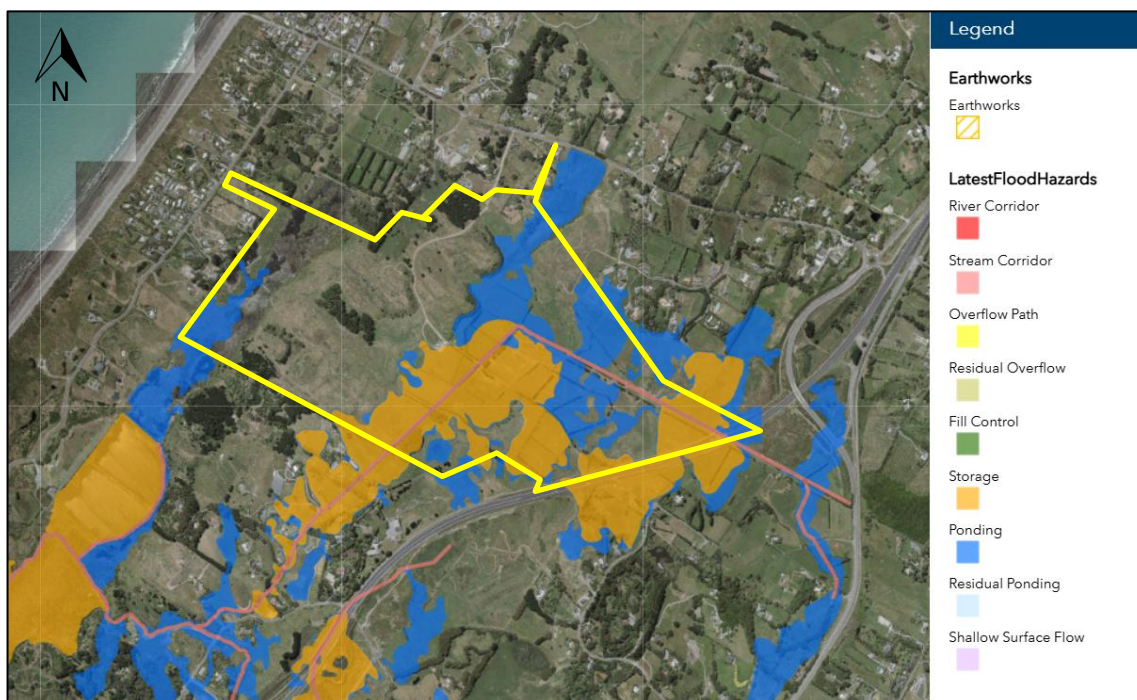 N
Legend
Earthworks
Earthworks
LatestFloodHazards
River Corridor
Stream Corridor
Overflow Path
Residual Overflow
Fill Control
Storage
Ponding
Residual Ponding
Shallow Surface Flow